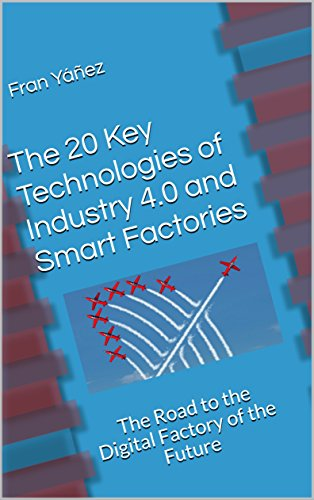 Fran Yáñez
The 20 Key
Technologies of
Industry 4.0 and
Smart Factories
The Road to the
Digital Factory of the
Future